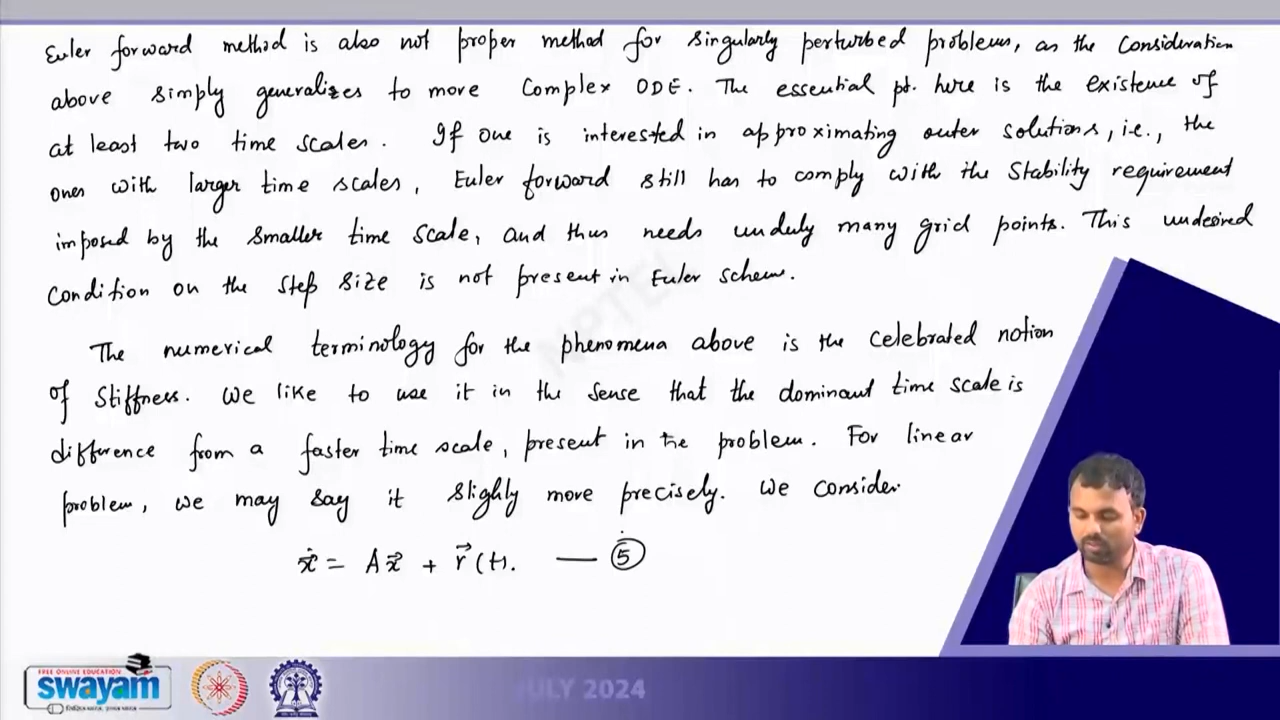 Euler forward method is also not proper method for singularly perturbed problems, as the consideration
above simply generalizes to more complex ODE. The essential pt. here is the existence of
at least two time scales. If one is interested in approximating outer solutions, i.e., the
ones with larger time scales, Euler forward still has to comply with the stability requirement
imposed by the smaller time scale, and thus needs unduly many grid points. This undesired
condition on the step size is not present in Euler scheme.
The numerical terminology for the phenomena above is the celebrated notion
of stiffness. We like to use it in the sense that the dominant time scale is
difference from a faster time scale, present in the problem. For linear
problem, we may say it slighly more precisely. We consider
ẋ = Ax⃗ + r⃗(t). — ⑤
NPTEL
FREE ONLINE EDUCATION
swayam
JULY 2024